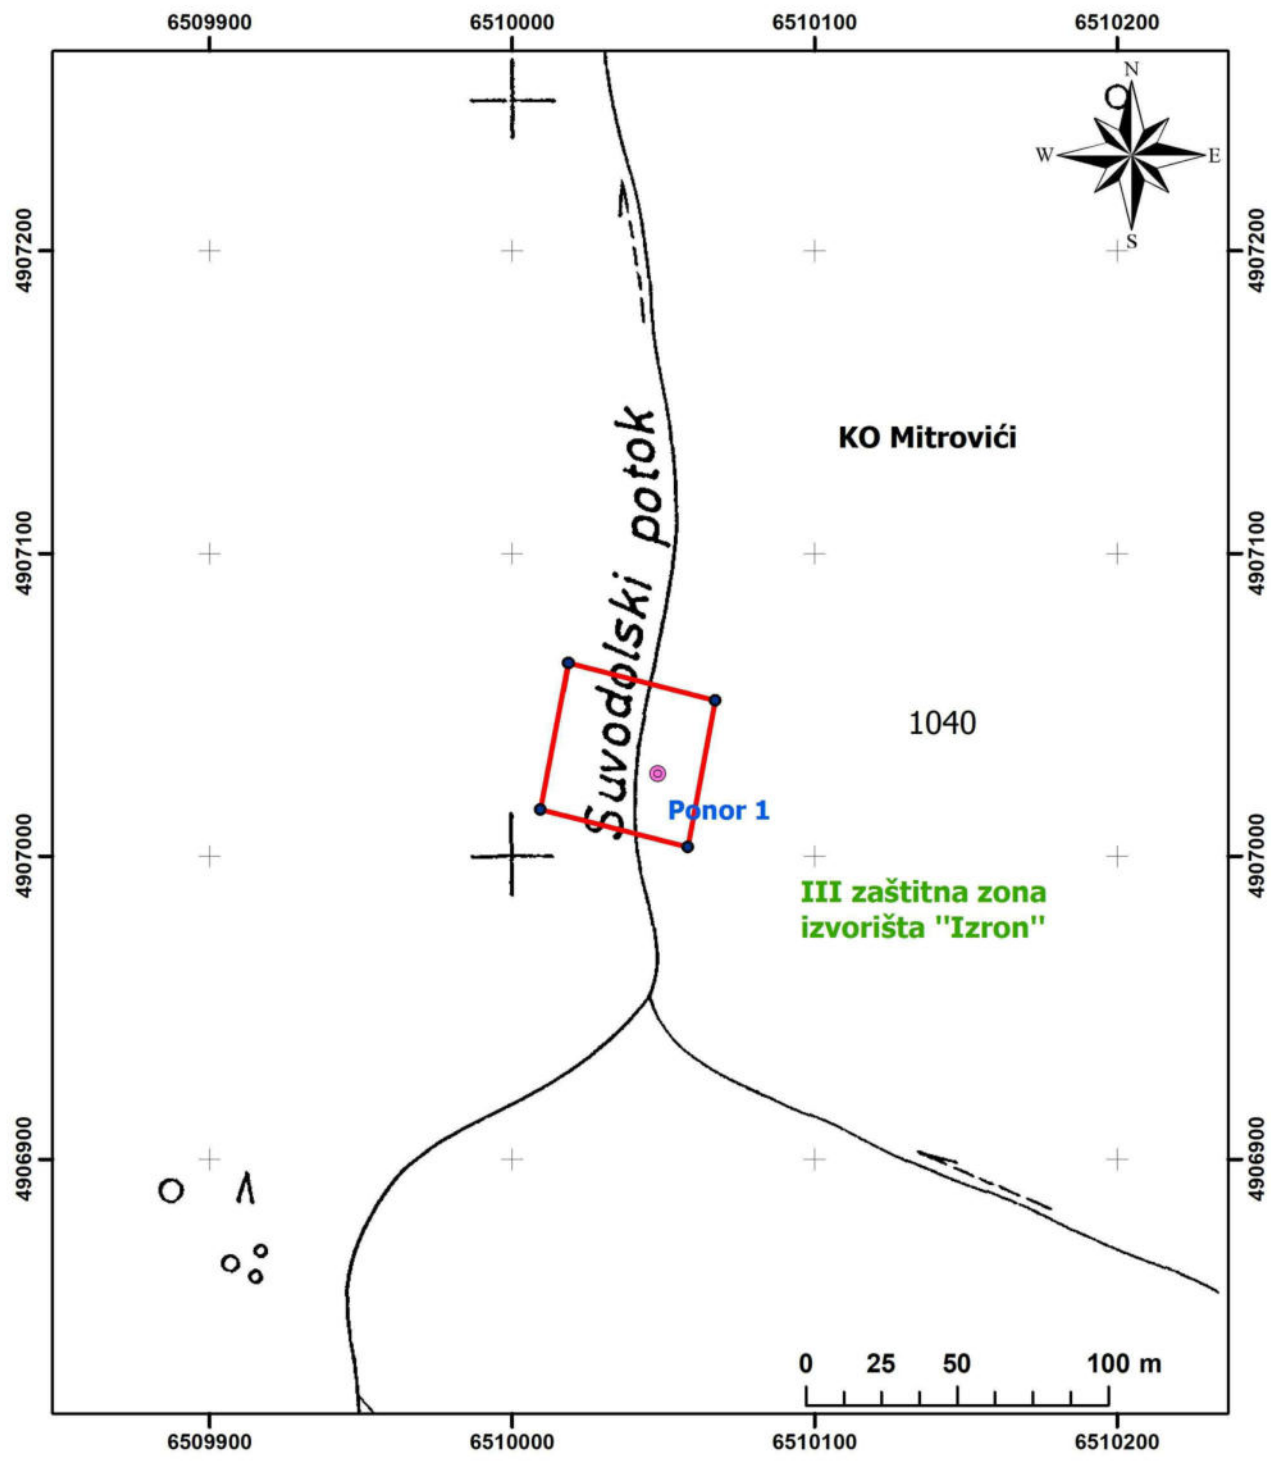 6509900 6510000 6510100 6510200
N
W E
S
4907200 4907200
KO Mitrovići
Suvodolski potok
4907100 4907100
1040
Ponor 1
4907000 4907000
III zaštitna zona
izvorišta "Izron"
4906900 4906900
0 25 50 100 m
6509900 6510000 6510100 6510200